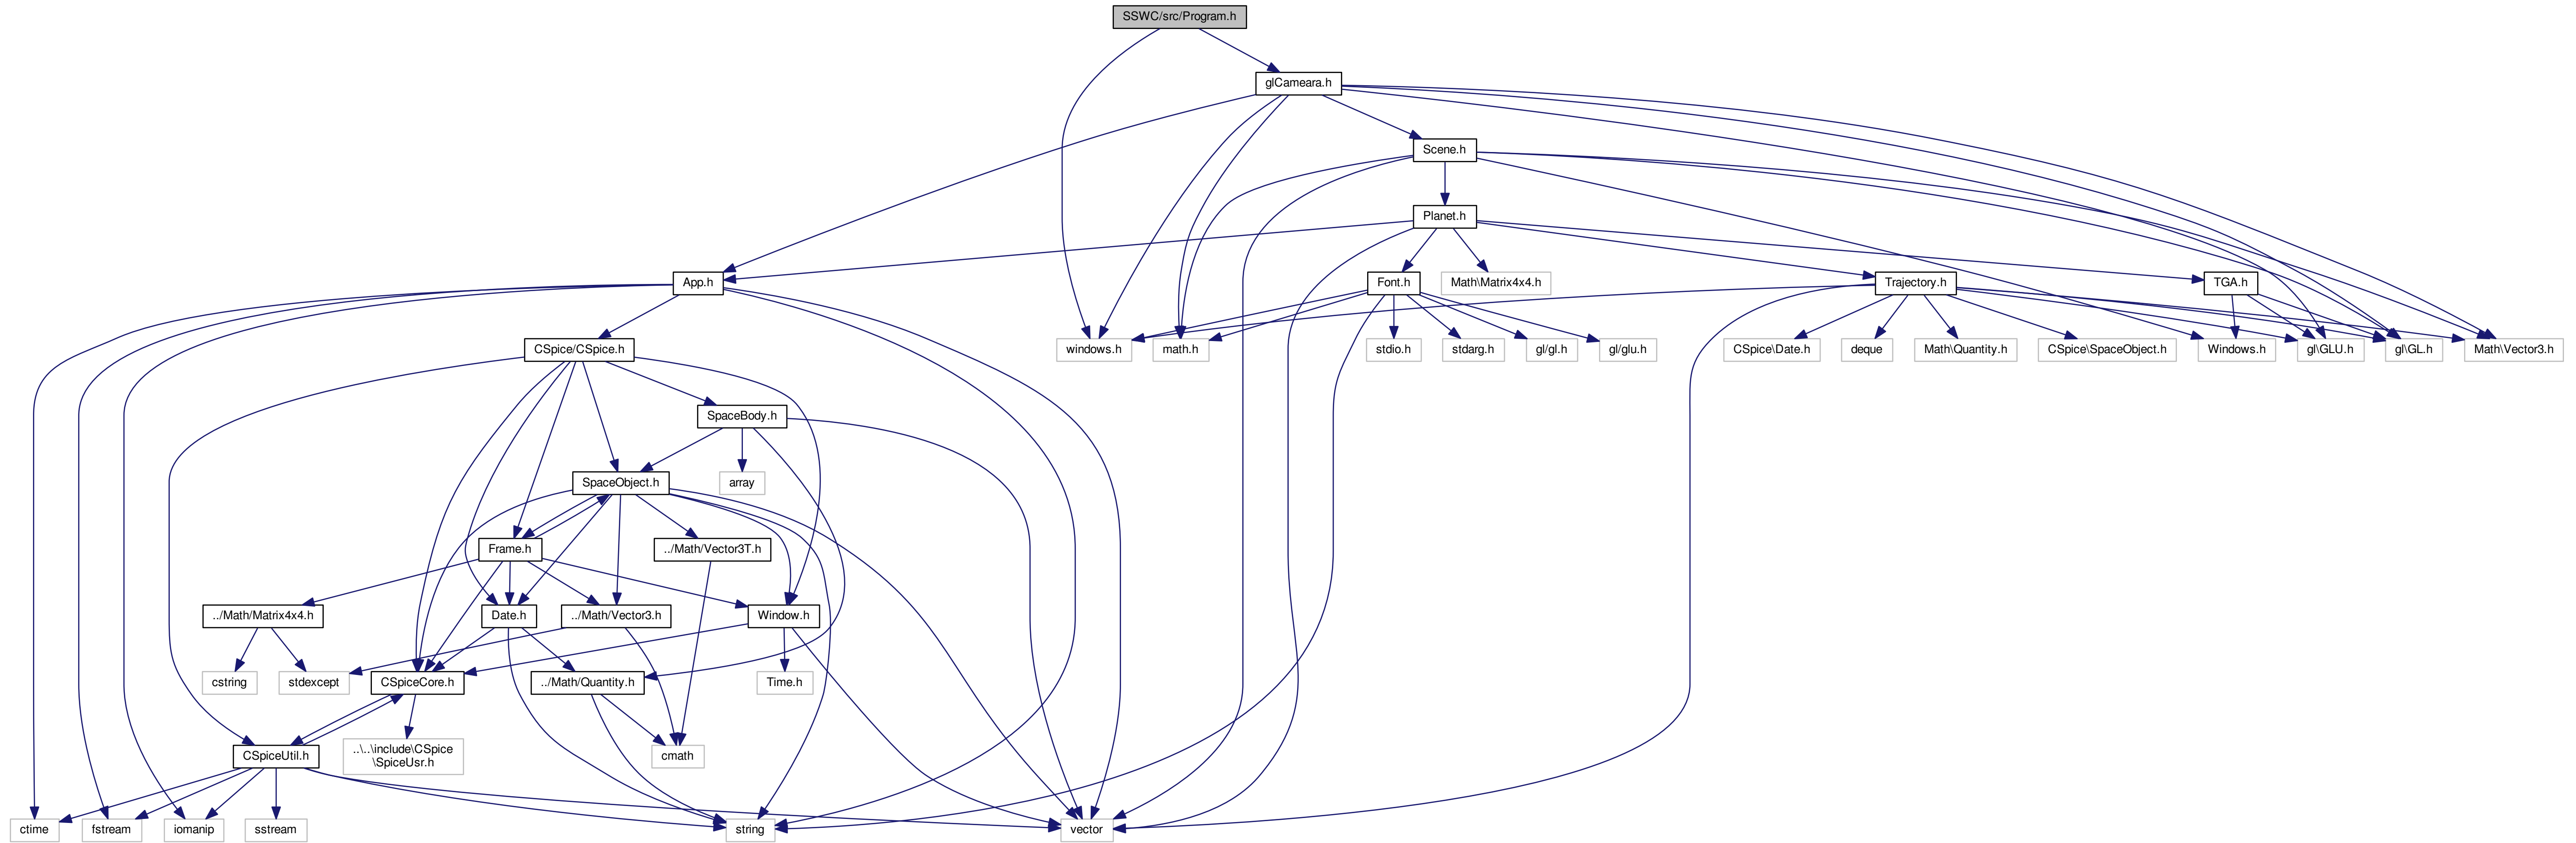 SSWC/src/Program.h
glCameara.h
Scene.h
Planet.h
App.h
Font.h
Math\Matrix4x4.h
Trajectory.h
TGA.h
CSpice/CSpice.h
windows.h
math.h
stdio.h
stdarg.h
gl/gl.h
gl/glu.h
CSpice\Date.h
deque
Math\Quantity.h
CSpice\SpaceObject.h
Windows.h
gl\GLU.h
gl\GL.h
Math\Vector3.h
SpaceBody.h
SpaceObject.h
array
Frame.h
../Math/Vector3T.h
../Math/Matrix4x4.h
Date.h
../Math/Vector3.h
Window.h
cstring
stdexcept
CSpiceCore.h
../Math/Quantity.h
Time.h
CSpiceUtil.h
..\..\include\CSpice
\SpiceUsr.h
cmath
ctime
fstream
iomanip
sstream
string
vector